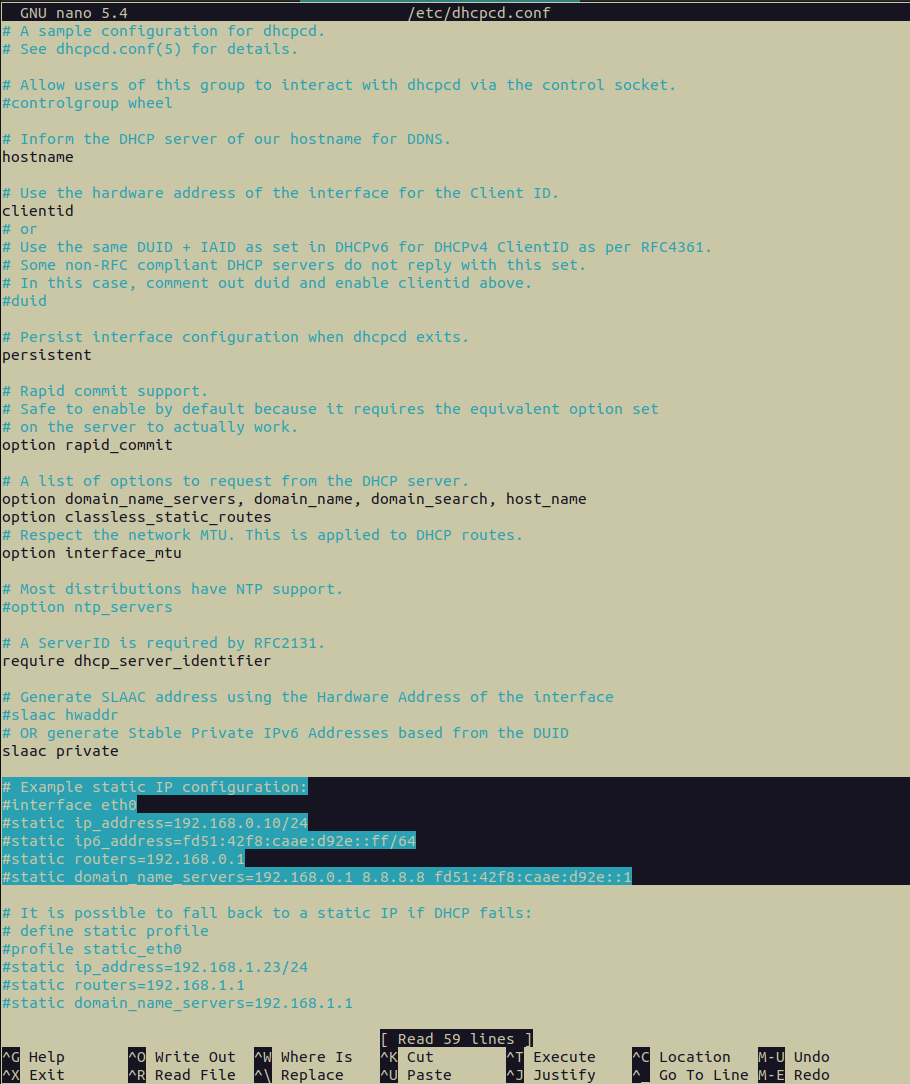 GNU nano 5.4 /etc/dhcpcd.conf
# A sample configuration for dhcpcd.
# See dhcpcd.conf(5) for details.

# Allow users of this group to interact with dhcpcd via the control socket.
#controlgroup wheel

# Inform the DHCP server of our hostname for DDNS.
hostname

# Use the hardware address of the interface for the Client ID.
clientid
# or
# Use the same DUID + IAID as set in DHCPv6 for DHCPv4 ClientID as per RFC4361.
# Some non-RFC compliant DHCP servers do not reply with this set.
# In this case, comment out duid and enable clientid above.
#duid

# Persist interface configuration when dhcpcd exits.
persistent

# Rapid commit support.
# Safe to enable by default because it requires the equivalent option set
# on the server to actually work.
option rapid_commit

# A list of options to request from the DHCP server.
option domain_name_servers, domain_name, domain_search, host_name
option classless_static_routes
# Respect the network MTU. This is applied to DHCP routes.
option interface_mtu

# Most distributions have NTP support.
#option ntp_servers

# A ServerID is required by RFC2131.
require dhcp_server_identifier

# Generate SLAAC address using the Hardware Address of the interface
#slaac hwaddr
# OR generate Stable Private IPv6 Addresses based from the DUID
slaac private

# Example static IP configuration:
#interface eth0
#static ip_address=192.168.0.10/24
#static ip6_address=fd51:42f8:caae:d92e::ff/64
#static routers=192.168.0.1
#static domain_name_servers=192.168.0.1 8.8.8.8 fd51:42f8:caae:d92e::1

# It is possible to fall back to a static IP if DHCP fails:
# define static profile
#profile static_eth0
#static ip_address=192.168.1.23/24
#static routers=192.168.1.1
#static domain_name_servers=192.168.1.1

[ Read 59 lines ]
^G Help ^O Write Out ^W Where Is ^K Cut ^T Execute ^C Location M-U Undo
^X Exit ^R Read File ^\ Replace ^U Paste ^J Justify ^_ Go To Line M-E Redo